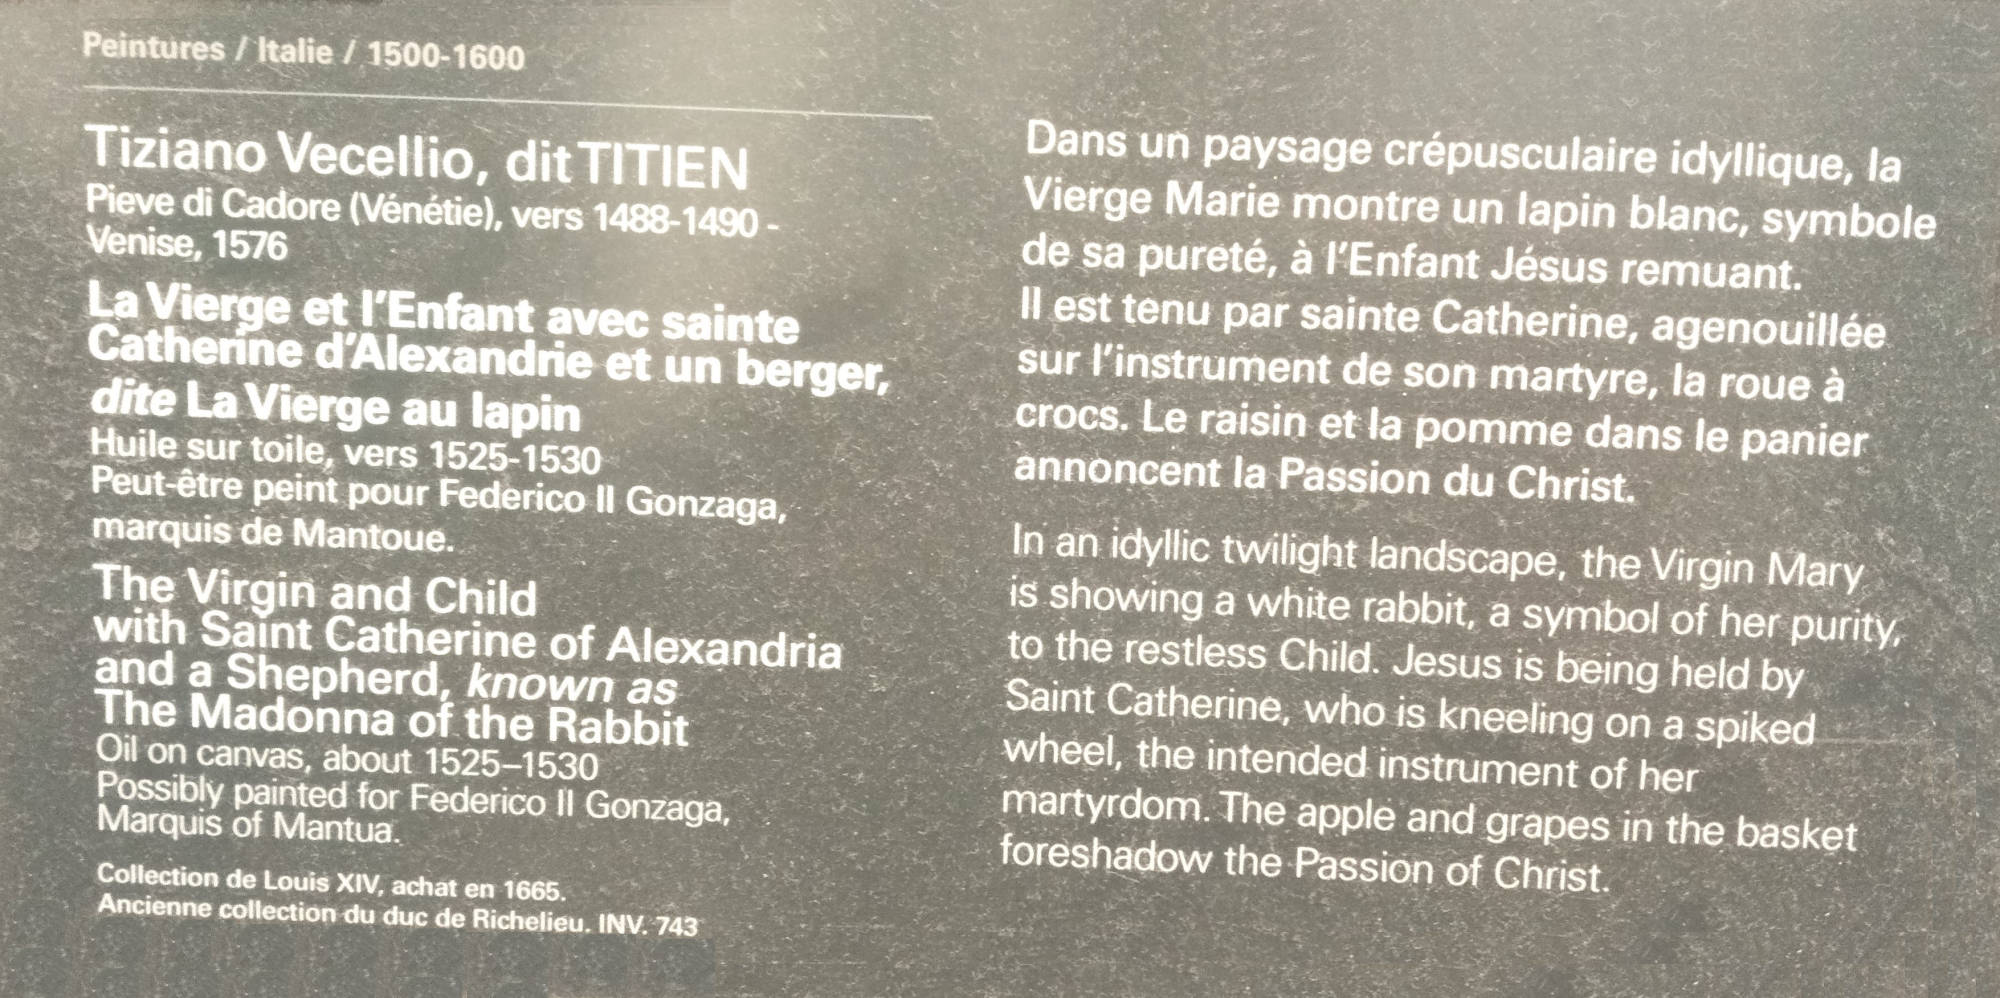 Peintures / Italie / 1500-1600
Tiziano Vecellio, dit TITIEN
Pieve di Cadore (Vénétie), vers 1488-1490 -
Venise, 1576
La Vierge et l'Enfant avec sainte
Catherine d'Alexandrie et un berger,
dite La Vierge au lapin
Huile sur toile, vers 1525-1530
Peut-être peint pour Federico II Gonzaga,
marquis de Mantoue.
The Virgin and Child
with Saint Catherine of Alexandria
and a Shepherd, known as
The Madonna of the Rabbit
Oil on canvas, about 1525–1530
Possibly painted for Federico II Gonzaga,
Marquis of Mantua.
Collection de Louis XIV, achat en 1665.
Ancienne collection du duc de Richelieu. INV. 743
Dans un paysage crépusculaire idyllique, la
Vierge Marie montre un lapin blanc, symbole
de sa pureté, à l'Enfant Jésus remuant.
Il est tenu par sainte Catherine, agenouillée
sur l'instrument de son martyre, la roue à
crocs. Le raisin et la pomme dans le panier
annoncent la Passion du Christ.
In an idyllic twilight landscape, the Virgin Mary
is showing a white rabbit, a symbol of her purity,
to the restless Child. Jesus is being held by
Saint Catherine, who is kneeling on a spiked
wheel, the intended instrument of her
martyrdom. The apple and grapes in the basket
foreshadow the Passion of Christ.